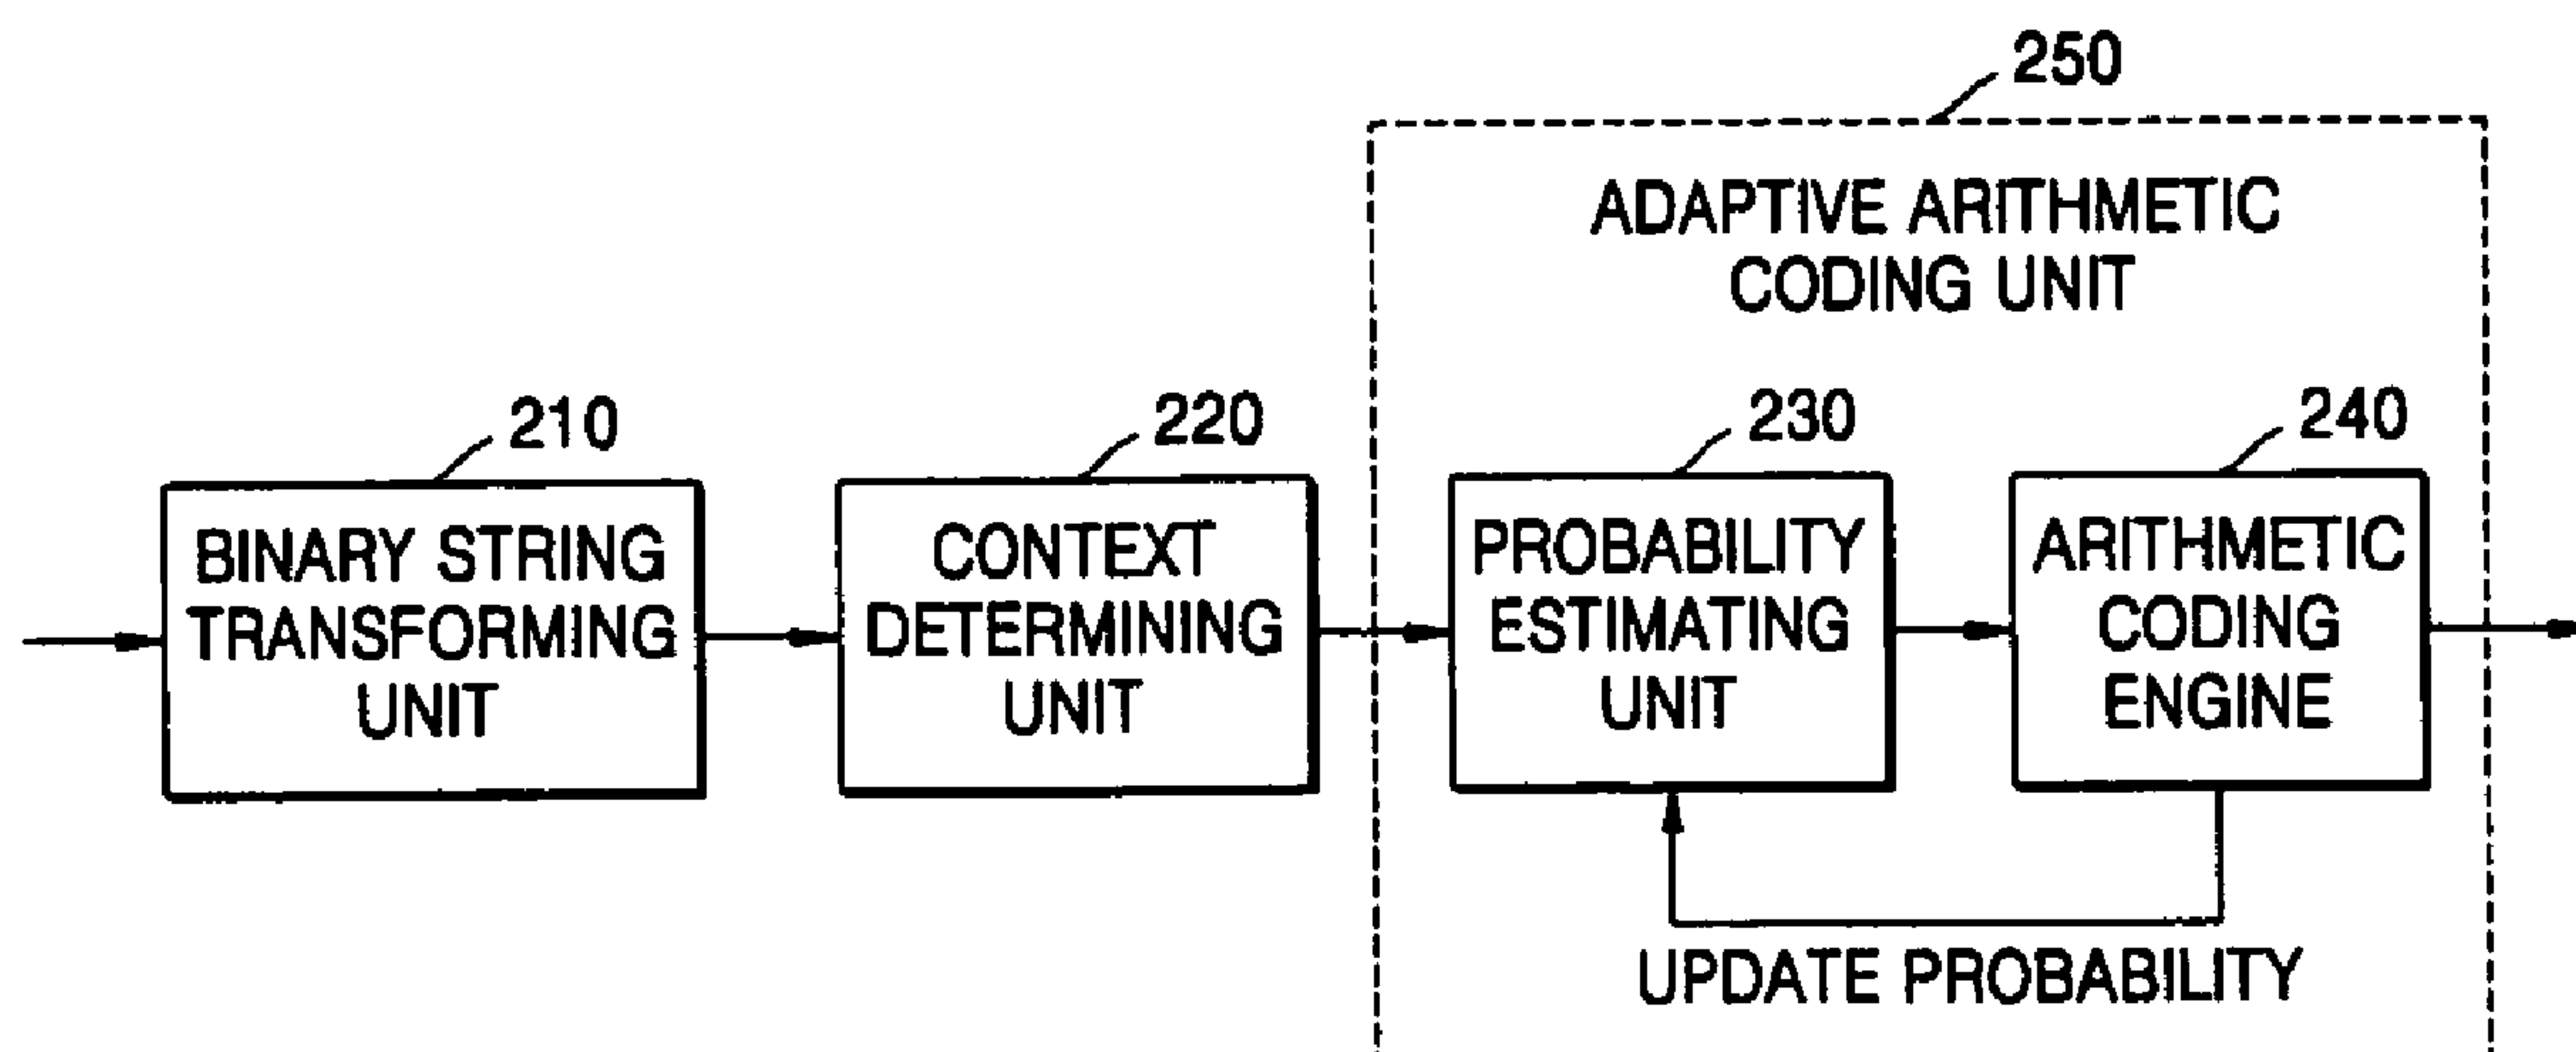 250
ADAPTIVE ARITHMETIC
CODING UNIT
210
220
230
240
BINARY STRING
TRANSFORMING
UNIT
CONTEXT
DETERMINING
UNIT
PROBABILITY
ESTIMATING
UNIT
ARITHMETIC
CODING
ENGINE
UPDATE PROBABILITY